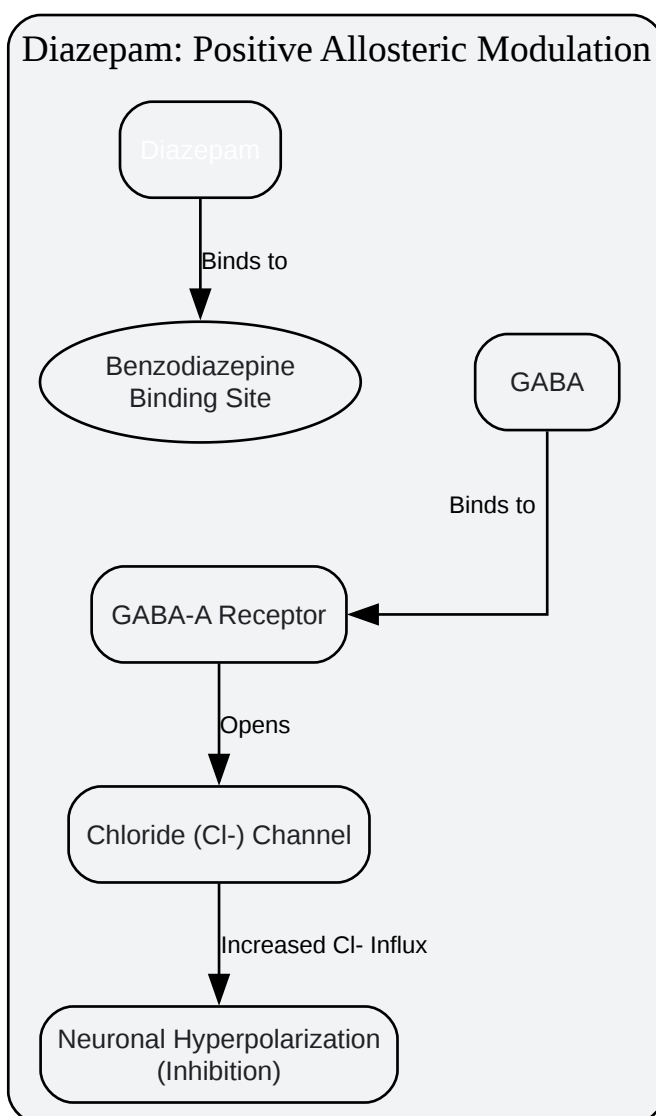 Diazepam: Positive Allosteric Modulation
Diazepam
Binds to
Benzodiazepine
Binding Site
GABA
Binds to
GABA-A Receptor
Opens
Chloride (Cl-) Channel
Increased Cl- Influx
Neuronal Hyperpolarization
(Inhibition)